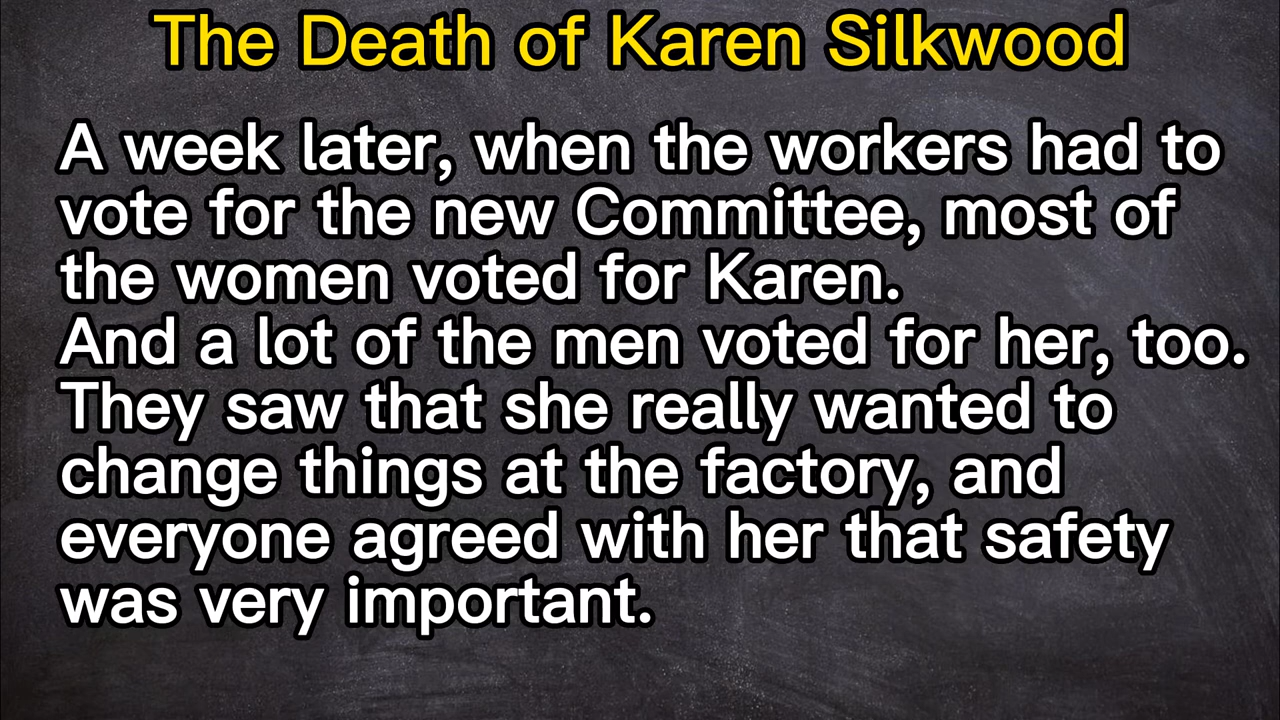 The Death of Karen Silkwood
A week later, when the workers had to
vote for the new Committee, most of
the women voted for Karen.
And a lot of the men voted for her, too.
They saw that she really wanted to
change things at the factory, and
everyone agreed with her that safety
was very important.